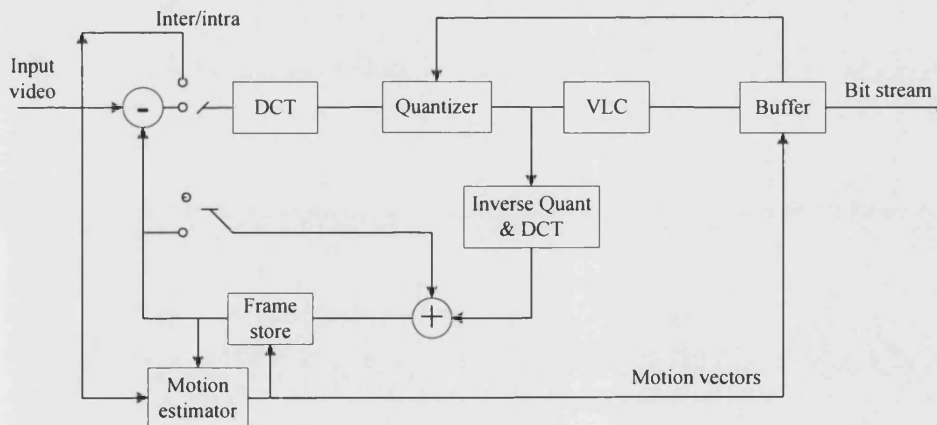 Inter/intra
Input
video
-
DCT
Quantizer
VLC
Buffer
Bit stream
Inverse Quant
& DCT
Frame
store
+
Motion
estimator
Motion vectors